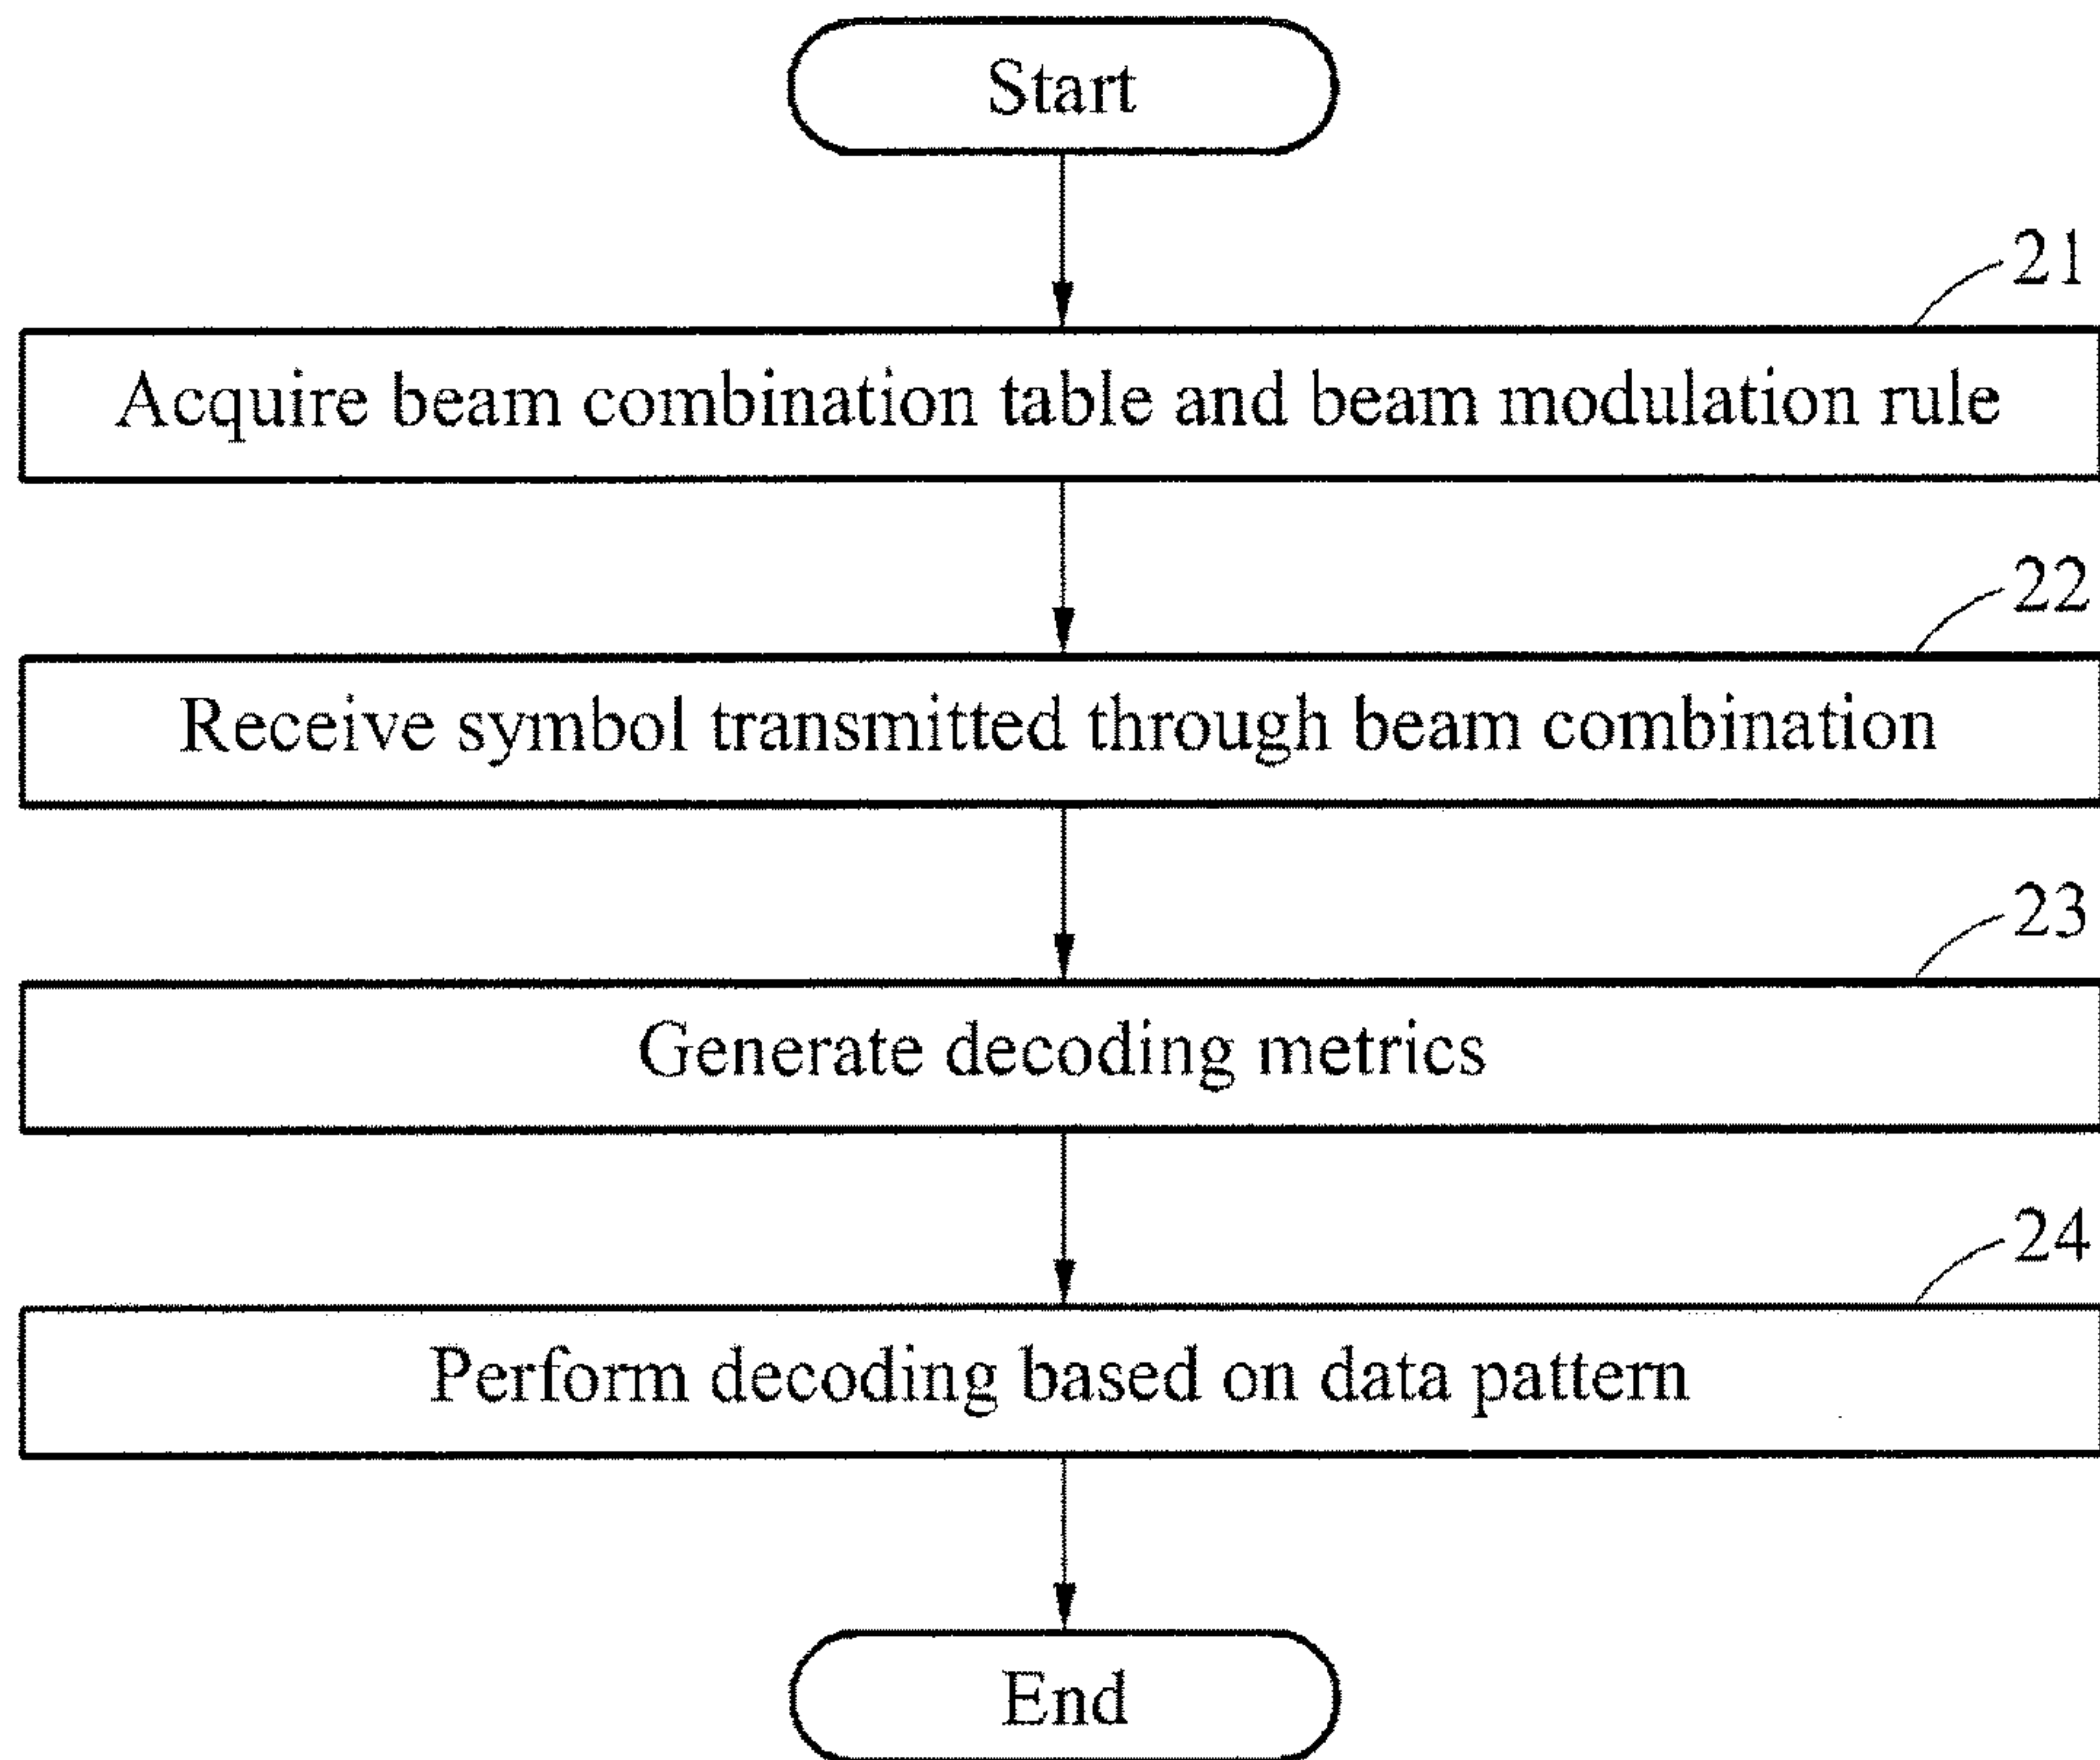 Start
21
Acquire beam combination table and beam modulation rule
22
Receive symbol transmitted through beam combination
23
Generate decoding metrics
24
Perform decoding based on data pattern
End